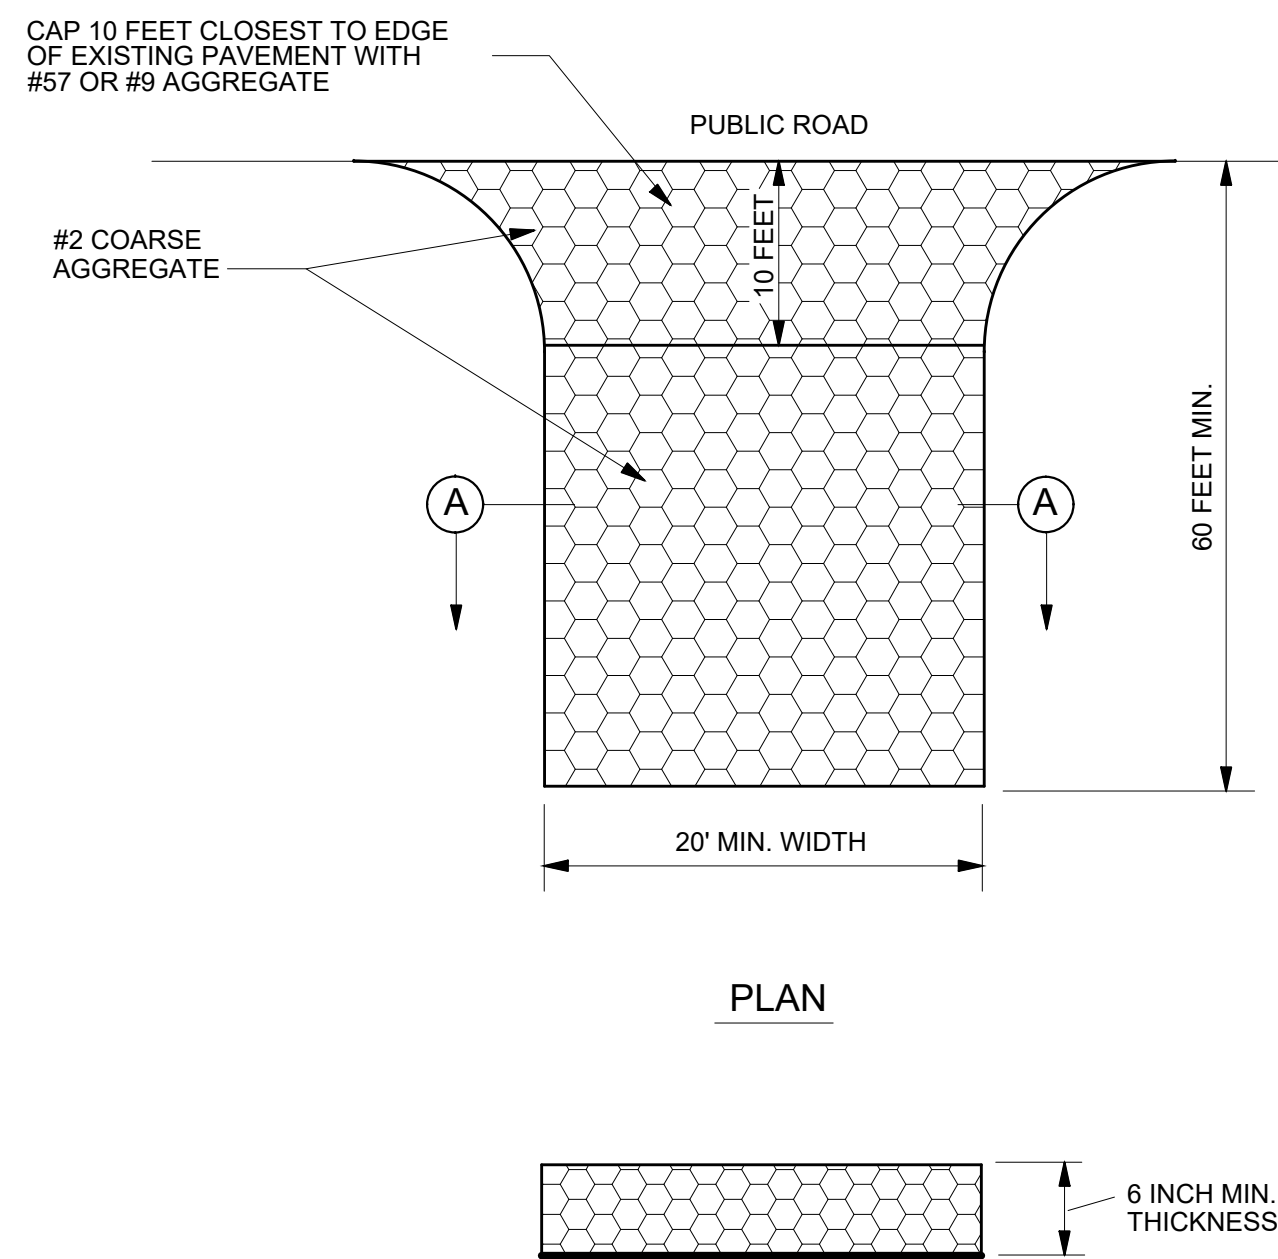 CAP 10 FEET CLOSEST TO EDGE
OF EXISTING PAVEMENT WITH
#57 OR #9 AGGREGATE
PUBLIC ROAD
10 FEET
#2 COARSE
AGGREGATE
60 FEET MIN.
A
A
20' MIN. WIDTH
PLAN
6 INCH MIN.
THICKNESS